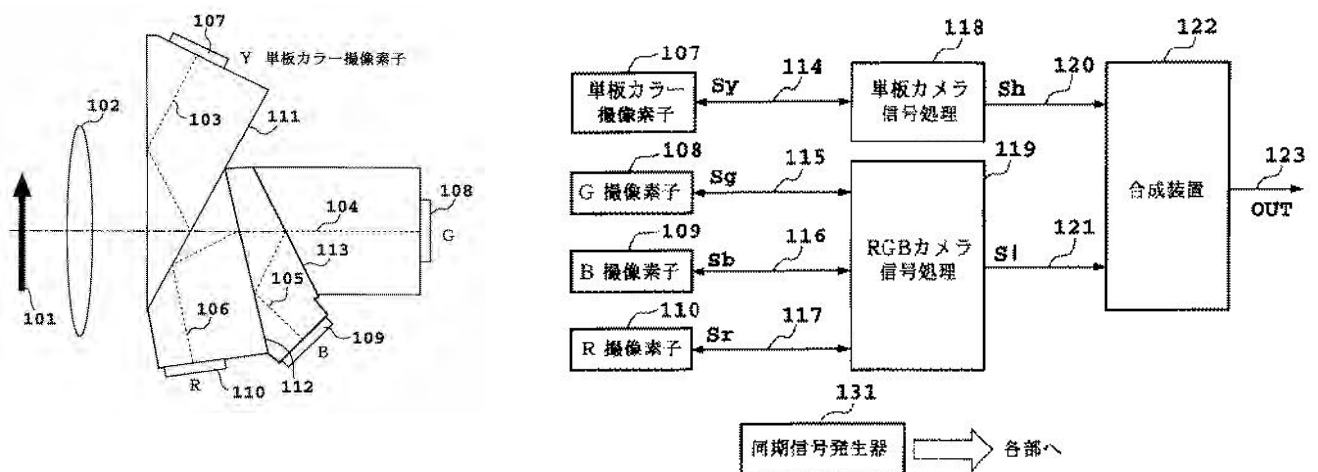 107
Y 単板カラー撮像素子
102
103
111
108
104
G
113
105
106
101
109
B
R
110
112
118
122
107
単板カラー
撮像素子
Sy
114
単板カメラ
信号処理
Sh
120
108
G 撮像素子
Sg
115
119
123
合成装置
OUT
109
B 撮像素子
Sb
116
RGBカメラ
信号処理
Sl
121
110
R 撮像素子
Sr
117
131
同期信号発生器
各部へ